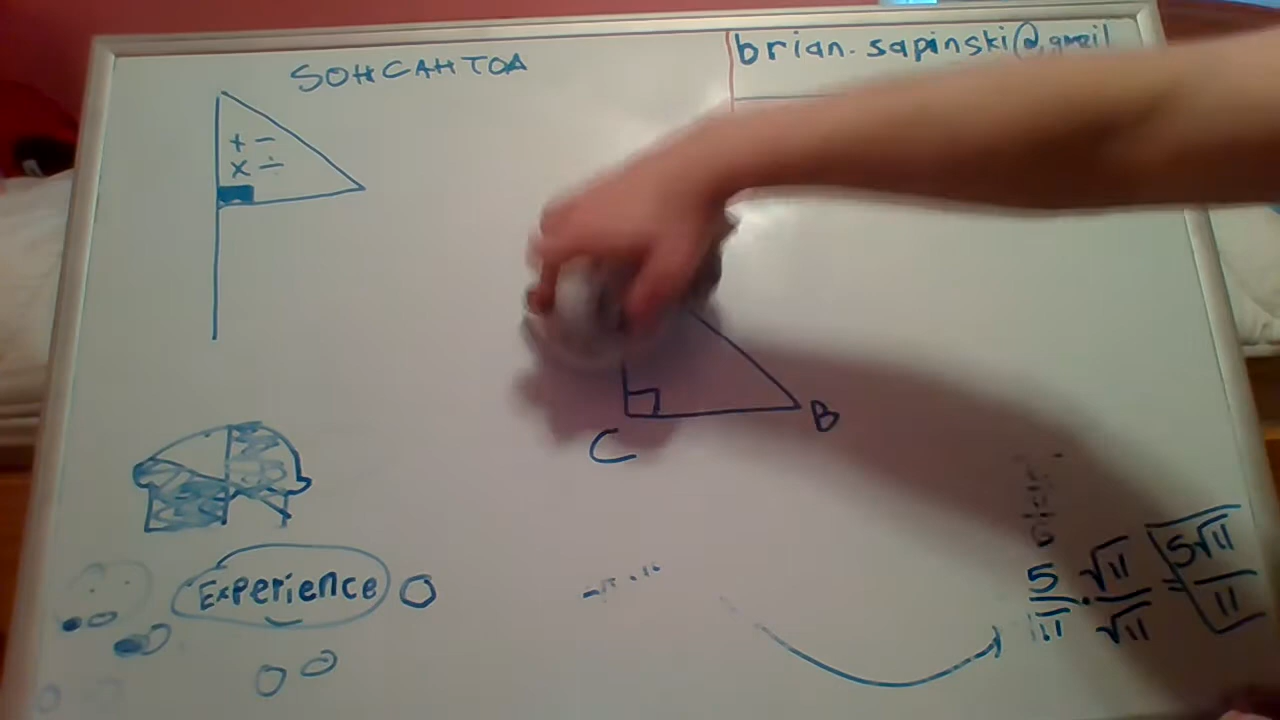 SOHCAHTOA
brian.sapinski@gmail
+ −
× ÷
B
C
Experience
5/√11 · √11/√11 = 5√11/11